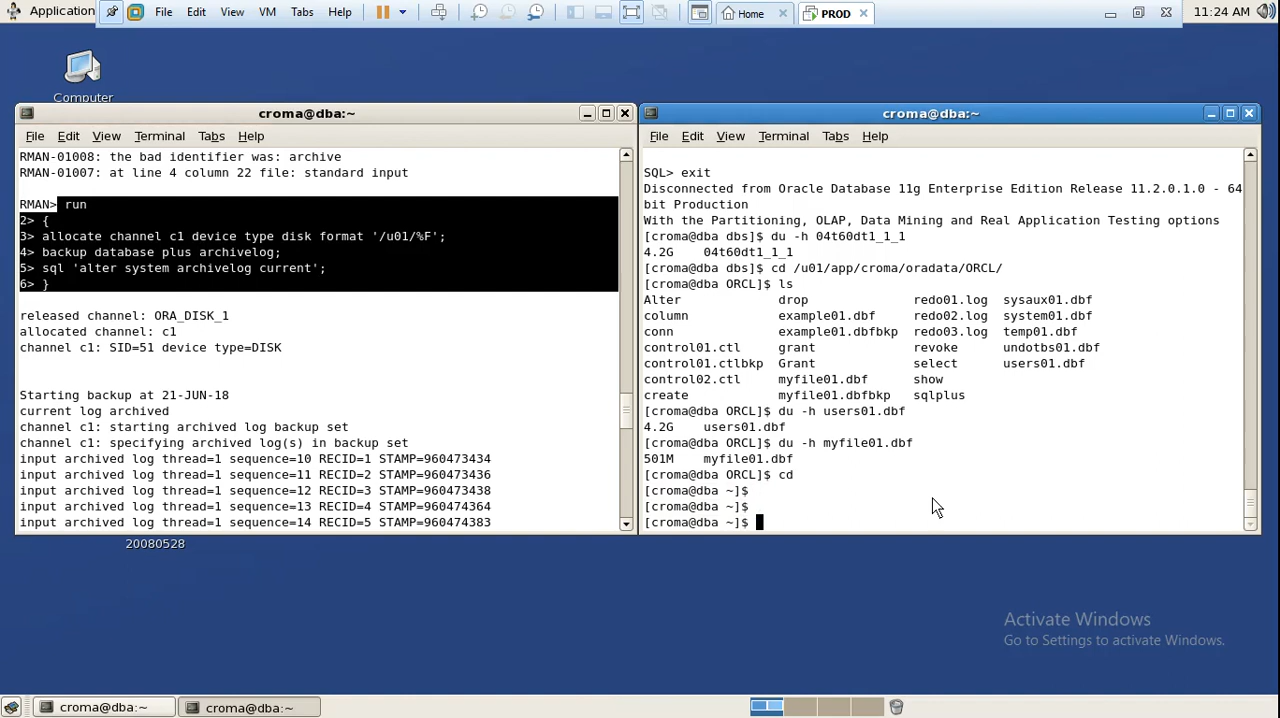 Application
File Edit View VM Tabs Help
Home
PROD
11:24 AM
Computer
croma@dba:~
File Edit View Terminal Tabs Help
RMAN-01008: the bad identifier was: archive
RMAN-01007: at line 4 column 22 file: standard input
RMAN> run
2> {
3> allocate channel c1 device type disk format '/u01/%F';
4> backup database plus archivelog;
5> sql 'alter system archivelog current';
6> }
released channel: ORA_DISK_1
allocated channel: c1
channel c1: SID=51 device type=DISK
Starting backup at 21-JUN-18
current log archived
channel c1: starting archived log backup set
channel c1: specifying archived log(s) in backup set
input archived log thread=1 sequence=10 RECID=1 STAMP=960473434
input archived log thread=1 sequence=11 RECID=2 STAMP=960473436
input archived log thread=1 sequence=12 RECID=3 STAMP=960473438
input archived log thread=1 sequence=13 RECID=4 STAMP=960474364
input archived log thread=1 sequence=14 RECID=5 STAMP=960474383
croma@dba:~
File Edit View Terminal Tabs Help
SQL> exit
Disconnected from Oracle Database 11g Enterprise Edition Release 11.2.0.1.0 - 64
bit Production
With the Partitioning, OLAP, Data Mining and Real Application Testing options
[croma@dba dbs]$ du -h 04t60dt1_1_1
4.2G 04t60dt1_1_1
[croma@dba dbs]$ cd /u01/app/croma/oradata/ORCL/
[croma@dba ORCL]$ ls
Alter drop redo01.log sysaux01.dbf
column example01.dbf redo02.log system01.dbf
conn example01.dbfbkp redo03.log temp01.dbf
control01.ctl grant revoke undotbs01.dbf
control01.ctlbkp Grant select users01.dbf
control02.ctl myfile01.dbf show
create myfile01.dbfbkp sqlplus
[croma@dba ORCL]$ du -h users01.dbf
4.2G users01.dbf
[croma@dba ORCL]$ du -h myfile01.dbf
501M myfile01.dbf
[croma@dba ORCL]$ cd
[croma@dba ~]$
[croma@dba ~]$
[croma@dba ~]$
20080528
Activate Windows
Go to Settings to activate Windows.
croma@dba:~
croma@dba:~